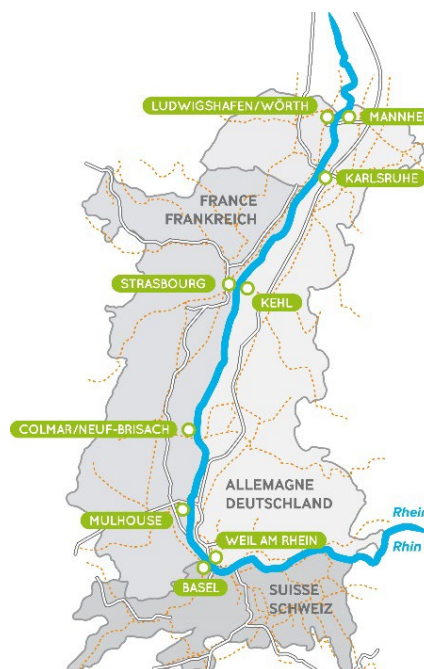 LUDWIGSHAFEN/WÖRTH
MANNHE
KARLSRUHE
FRANCE
FRANKREICH
STRASBOURG
KEHL
COLMAR/NEUF-BRISACH
ALLEMAGNE
DEUTSCHLAND
MULHOUSE
Rhein
Rhin
WEIL AM RHEIN
BASEL
SUISSE
SCHWEIZ